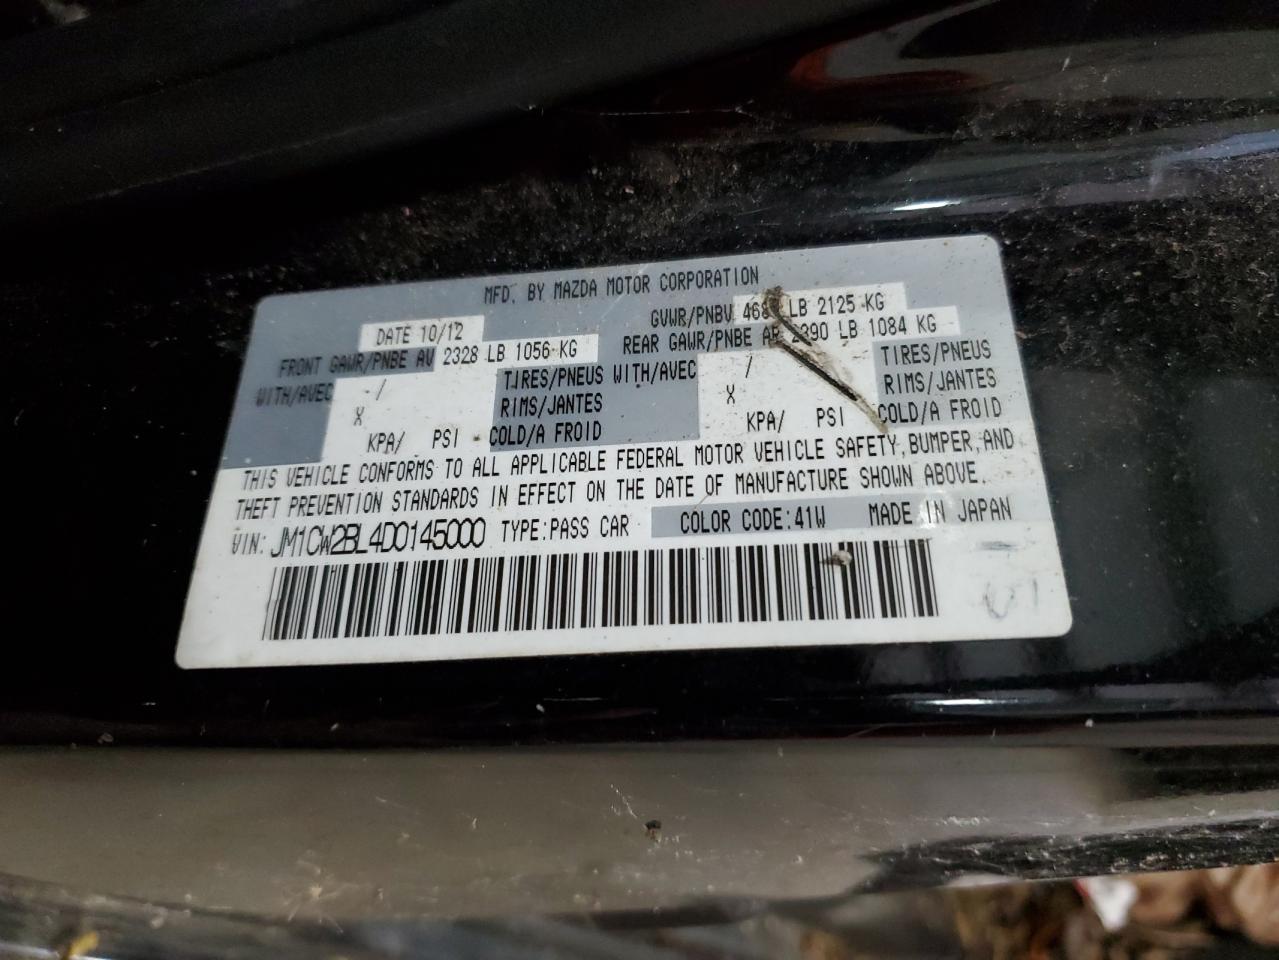 MFD. BY MAZDA MOTOR CORPORATION
DATE 10/12 GVWR/PNBV LB 2125 KG
FRONT GAWR/PNBE AV 2328 LB 1056 KG REAR GAWR/PNBE AR 2390 LB 1084 KG
WITH/AVEC / TIRES/PNEUS WITH/AVEC / TIRES/PNEUS
X RIMS/JANTES X RIMS/JANTES
KPA/ PSI COLD/A FROID KPA/ PSI COLD/A FROID
THIS VEHICLE CONFORMS TO ALL APPLICABLE FEDERAL MOTOR VEHICLE SAFETY, BUMPER, AND
THEFT PREVENTION STANDARDS IN EFFECT ON THE DATE OF MANUFACTURE SHOWN ABOVE.
VIN: JM1CW2BL4D0145000 TYPE:PASS CAR COLOR CODE:41W MADE IN JAPAN